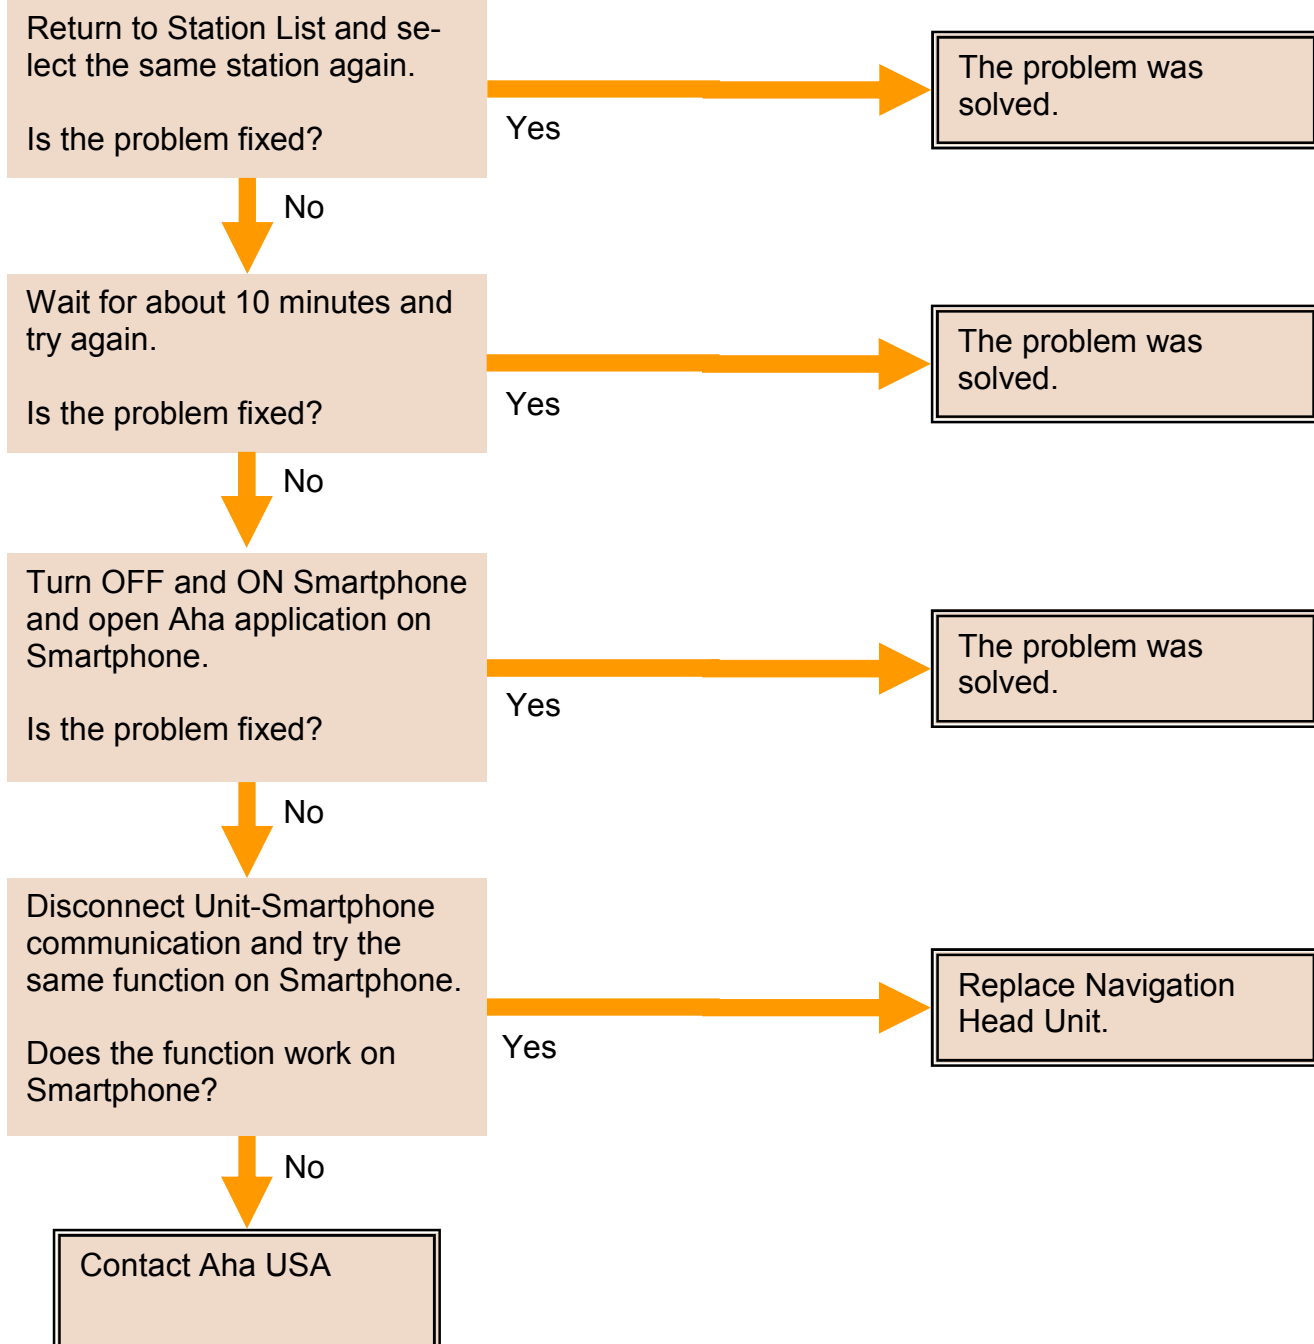 Return to Station List and se-
lect the same station again.
Is the problem fixed?
Yes
The problem was
solved.
No
Wait for about 10 minutes and
try again.
Is the problem fixed?
Yes
The problem was
solved.
No
Turn OFF and ON Smartphone
and open Aha application on
Smartphone.
Is the problem fixed?
Yes
The problem was
solved.
No
Disconnect Unit-Smartphone
communication and try the
same function on Smartphone.
Does the function work on
Smartphone?
Yes
Replace Navigation
Head Unit.
No
Contact Aha USA